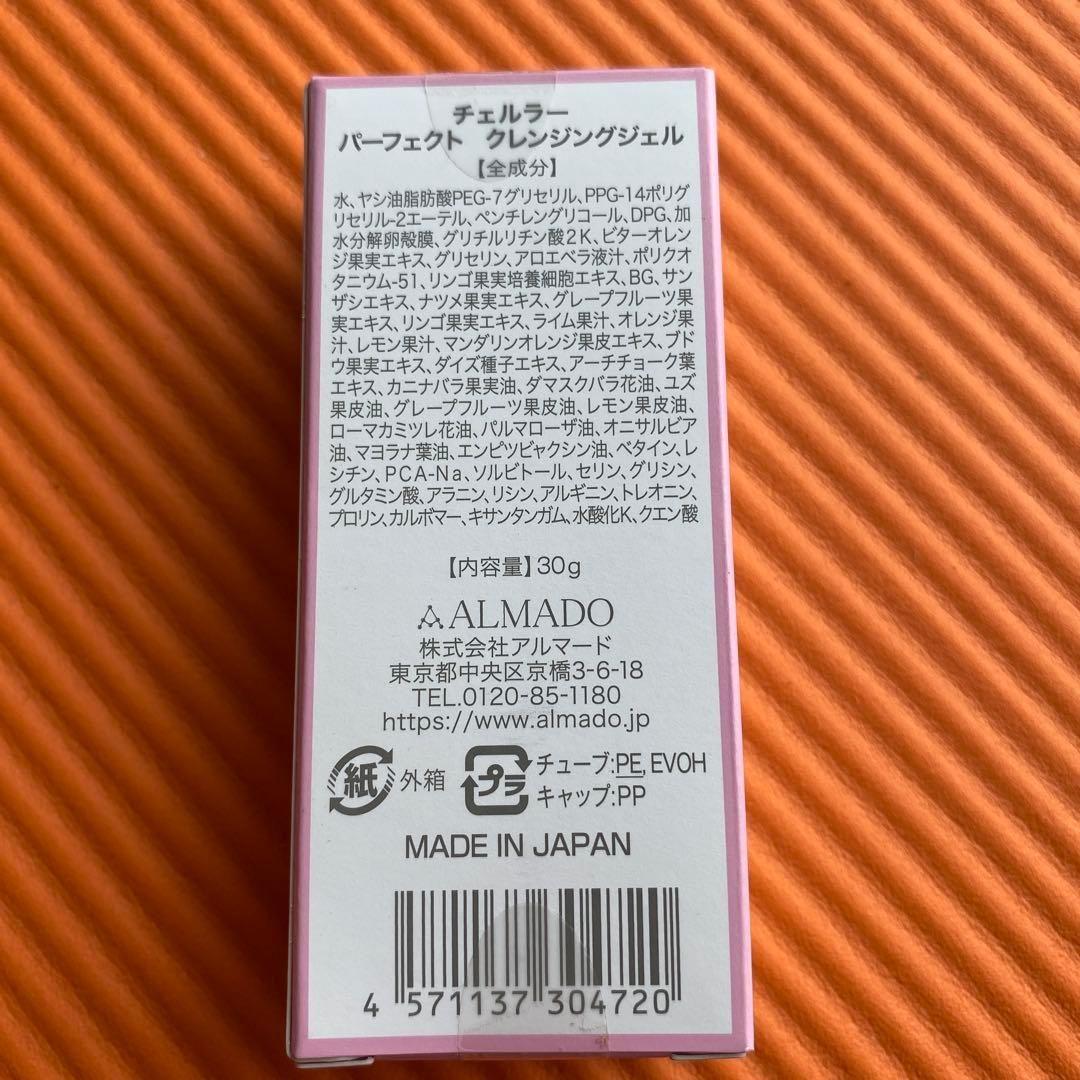 チェルラー
パーフェクト　クレンジングジェル
【全成分】
水、ヤシ油脂肪酸PEG-7グリセリル、PPG-14ポリグ
リセリル-2エーテル、ペンチレングリコール、DPG、加
水分解卵殻膜、グリチルリチン酸2K、ビターオレン
ジ果実エキス、グリセリン、アロエベラ液汁、ポリクオ
タニウム-51、リンゴ果実培養細胞エキス、BG、サン
ザシエキス、ナツメ果実エキス、グレープフルーツ果
実エキス、リンゴ果実エキス、ライム果汁、オレンジ果
汁、レモン果汁、マンダリンオレンジ果皮エキス、ブド
ウ果実エキス、ダイズ種子エキス、アーチチョーク葉
エキス、カニナバラ果実油、ダマスクバラ花油、ユズ
果皮油、グレープフルーツ果皮油、レモン果皮油、
ローマカミツレ花油、パルマローザ油、オニサルビア
油、マヨラナ葉油、エンピツビャクシン油、ベタイン、レ
シチン、PCA-Na、ソルビトール、セリン、グリシン、
グルタミン酸、アラニン、リシン、アルギニン、トレオニン、
プロリン、カルボマー、キサンタンガム、水酸化K、クエン酸
【内容量】30g
ALMADO
株式会社アルマード
東京都中央区京橋3-6-18
TEL.0120-85-1180
https://www.almado.jp
紙 外箱
プラ チューブ:PE, EVOH
キャップ:PP
MADE IN JAPAN
4 571137 304720